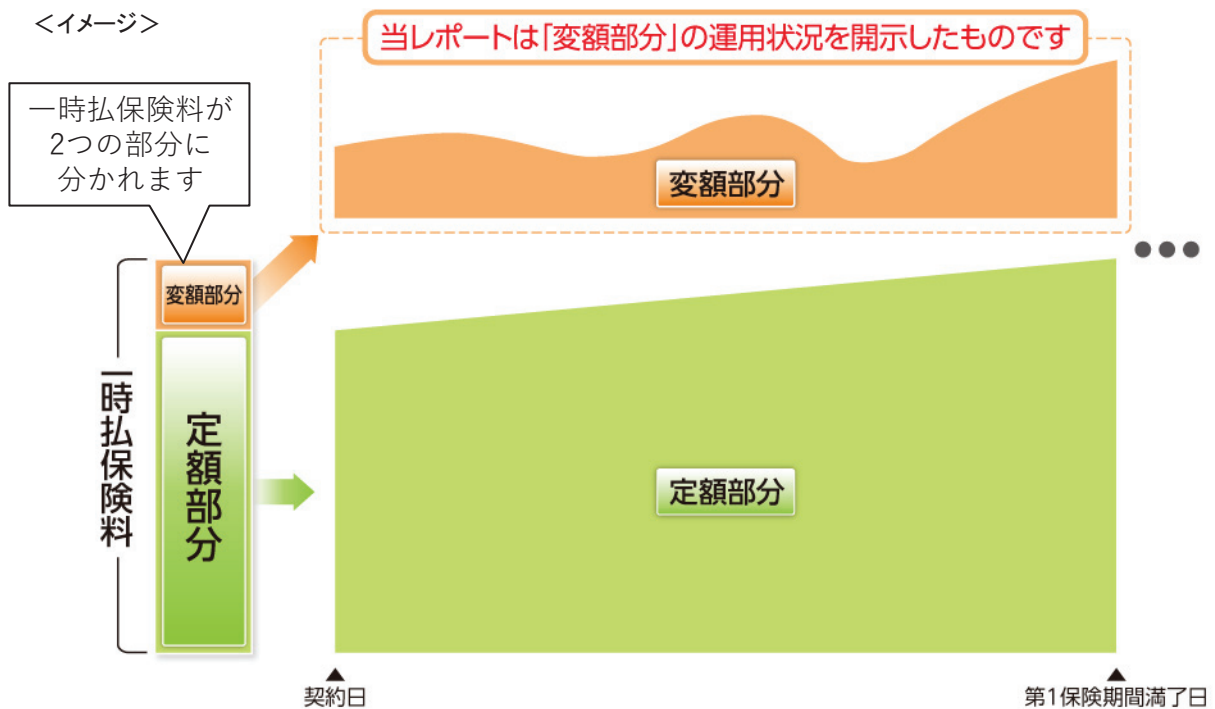 ＜イメージ＞
当レポートは「変額部分」の運用状況を開示したものです
一時払保険料が
2つの部分に
分かれます
変額部分
変額部分
一時払保険料
定額部分
定額部分
●●●
▲
契約日
▲
第1保険期間満了日